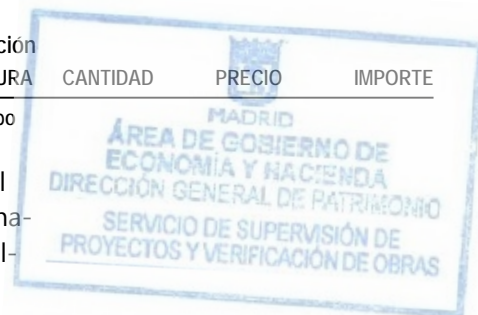 ción
URA CANTIDAD PRECIO IMPORTE
po
l
na-
l-
MADRID
ÁREA DE GOBIERNO DE
ECONOMÍA Y HACIENDA
DIRECCIÓN GENERAL DE PATRIMONIO
SERVICIO DE SUPERVISIÓN DE
PROYECTOS Y VERIFICACIÓN DE OBRAS